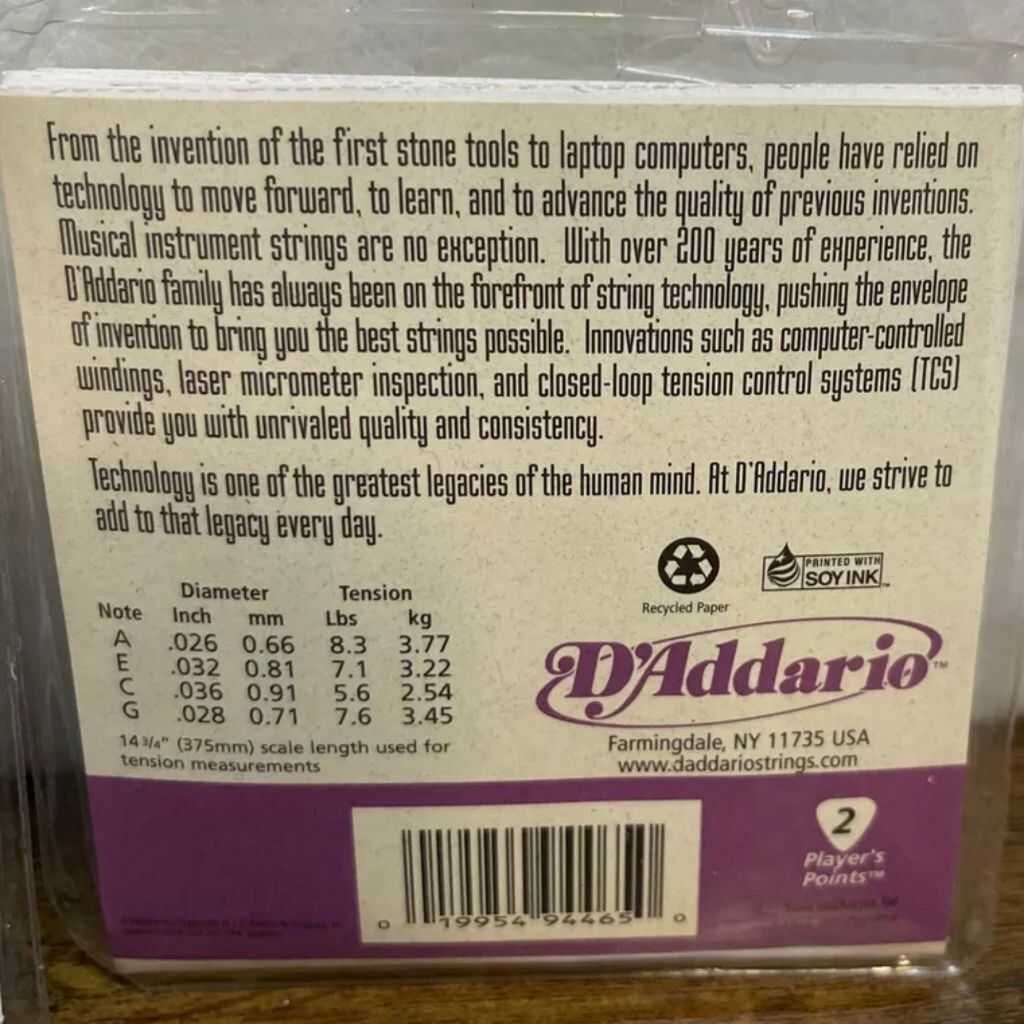 From the invention of the first stone tools to laptop computers, people have relied on
technology to move forward, to learn, and to advance the quality of previous inventions.
Musical instrument strings are no exception. With over 200 years of experience, the
D'Addario family has always been on the forefront of string technology, pushing the envelope
of invention to bring you the best strings possible. Innovations such as computer-controlled
windings, laser micrometer inspection, and closed-loop tension control systems (TCS)
provide you with unrivaled quality and consistency.
Technology is one of the greatest legacies of the human mind. At D'Addario, we strive to
add to that legacy every day.
Diameter Tension
Note Inch mm Lbs kg
A .026 0.66 8.3 3.77
E .032 0.81 7.1 3.22
C .036 0.91 5.6 2.54
G .028 0.71 7.6 3.45
14 3/4" (375mm) scale length used for
tension measurements
Recycled Paper
PRINTED WITH
SOY INK™
D'Addario™
Farmingdale, NY 11735 USA
www.daddariostrings.com
2
Player's
Points™
0 19954 94465 0